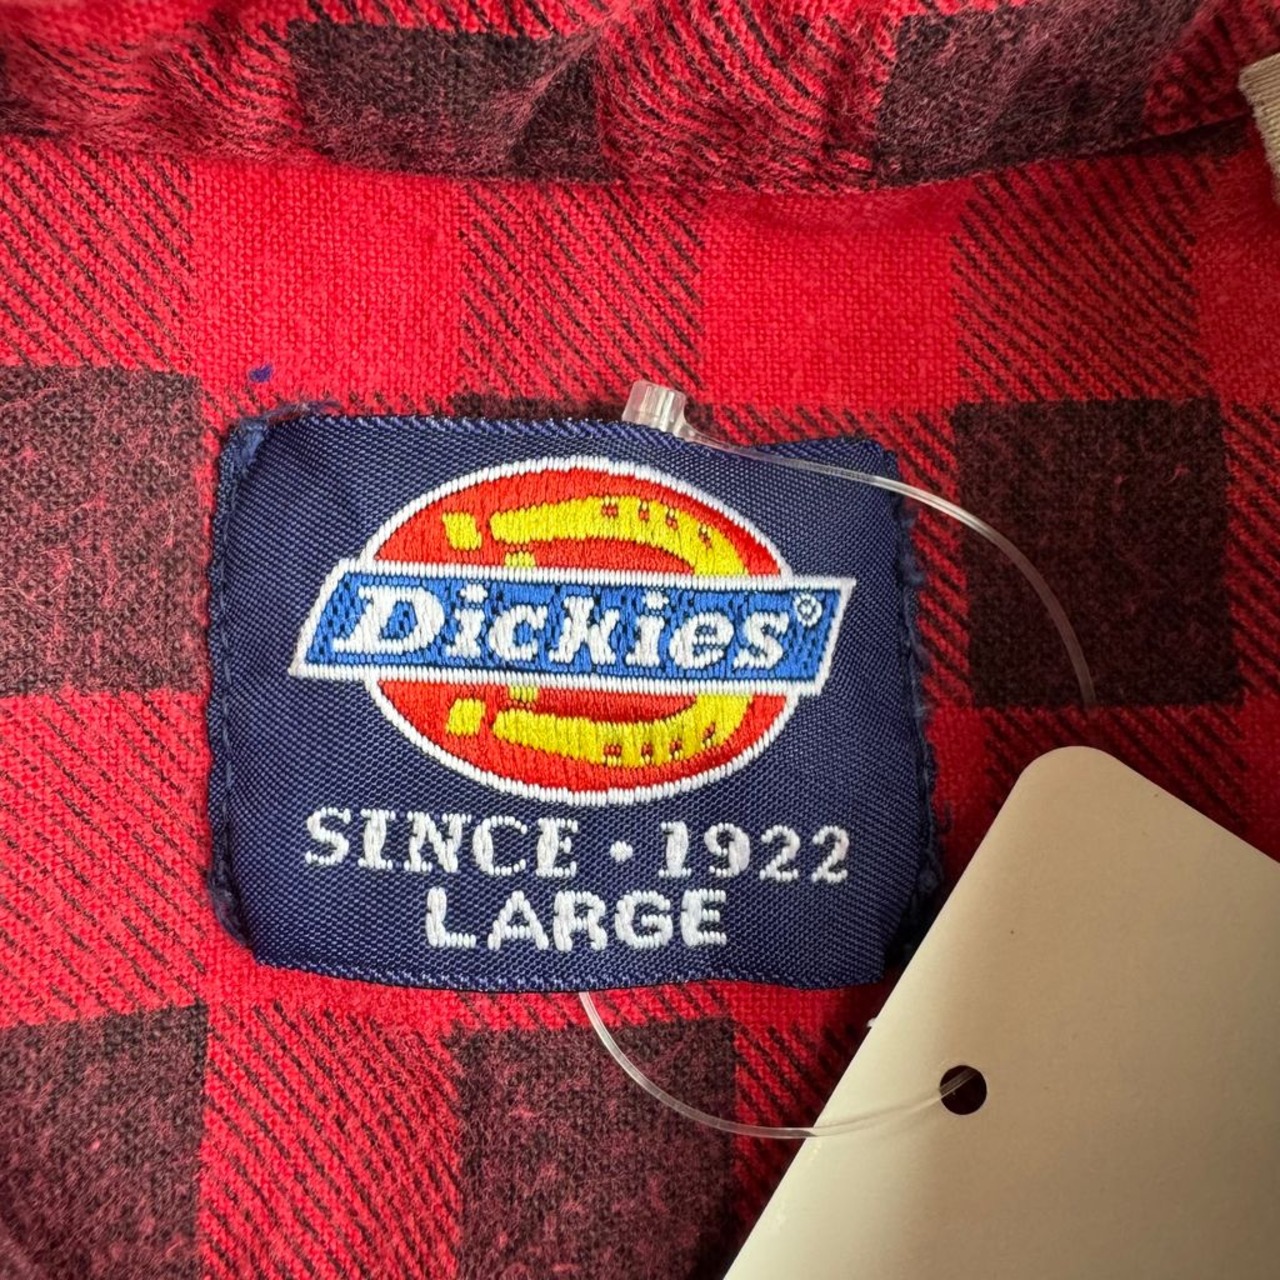 Dickies®
SINCE · 1922
LARGE